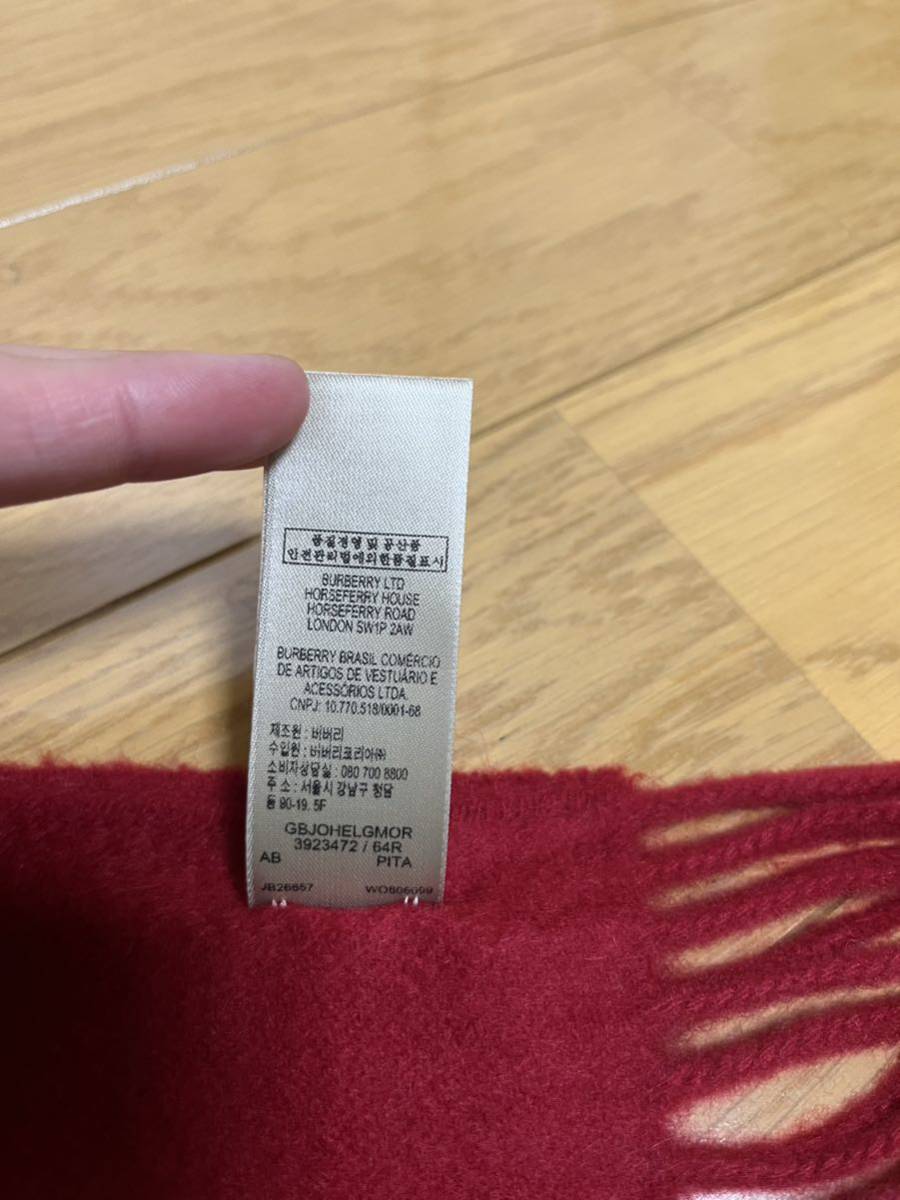 품질경영 및 공산품
안전관리법에의한품질표시
BURBERRY LTD
HORSEFERRY HOUSE
HORSEFERRY ROAD
LONDON SW1P 2AW
BURBERRY BRASIL COMÉRCIO
DE ARTIGOS DE VESTUÁRIO E
ACESSÓRIOS LTDA.
CNPJ: 10.770.518/0001-68
제조원 : 버버리
수입원 : 버버리코리아㈜
소비자상담실 : 080 700 8800
주 소 : 서울시 강남구 청담
동 90-19. 5F
GBJOHELGMOR
3923472 / 64R
AB PITA
JB26657 WO806099